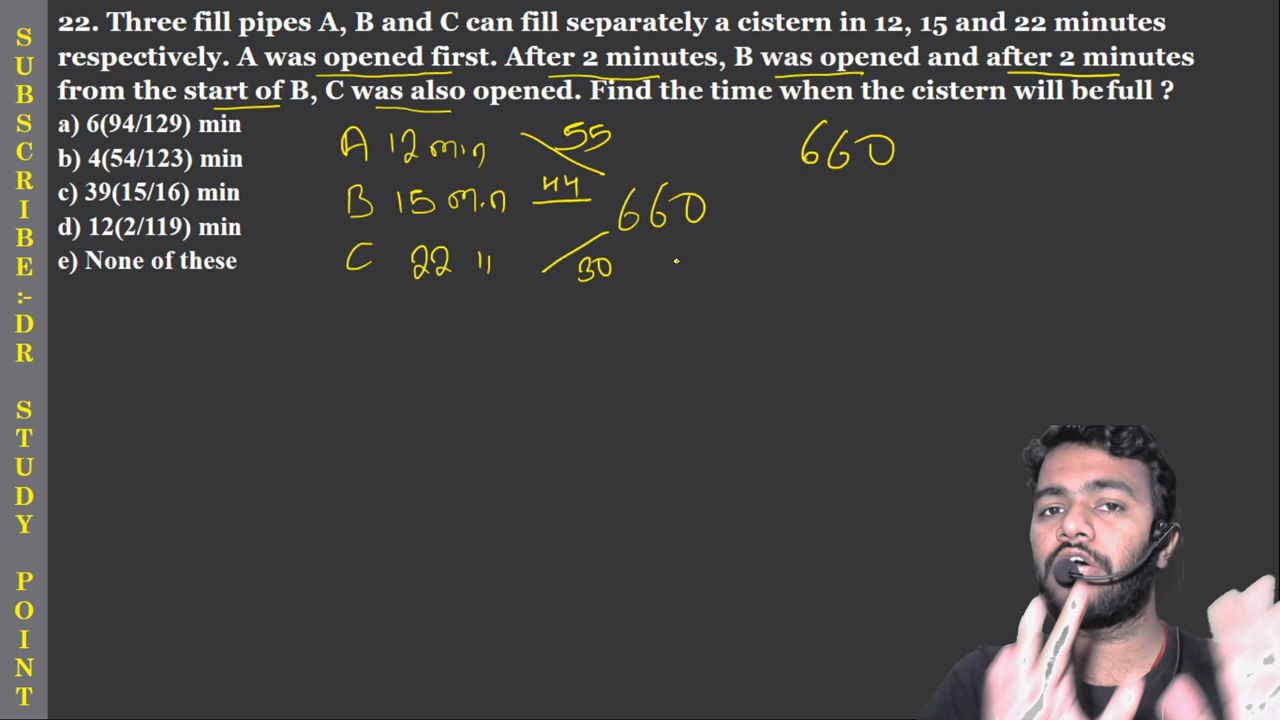 SUBSCRIBE:-DR STUDY POINT
22. Three fill pipes A, B and C can fill separately a cistern in 12, 15 and 22 minutes
respectively. A was opened first. After 2 minutes, B was opened and after 2 minutes
from the start of B, C was also opened. Find the time when the cistern will be full ?
a) 6(94/129) min
b) 4(54/123) min
c) 39(15/16) min
d) 12(2/119) min
e) None of these
A 12 min 55
B 15 min 44 660
C 22 11 30
660